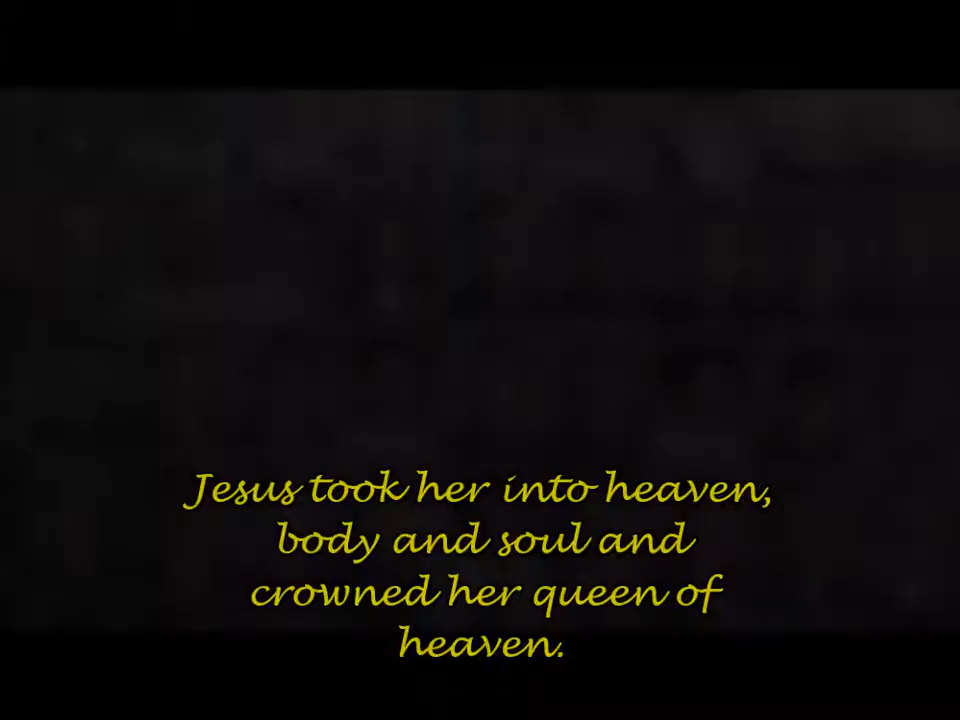 Jesus took her into heaven,
body and soul and
crowned her queen of
heaven.